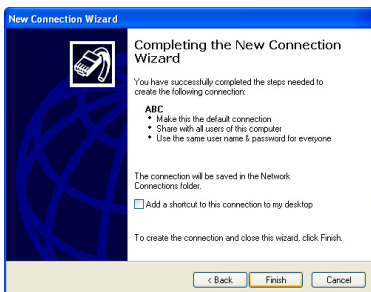 New Connection Wizard
Completing the New Connection
Wizard
You have successfully completed the steps needed to
create the following connection:
ABC
• Make this the default connection
• Share with all users of this computer
• Use the same user name & password for everyone
The connection will be saved in the Network
Connections folder.
Add a shortcut to this connection to my desktop
To create the connection and close this wizard, click Finish.
< Back Finish Cancel